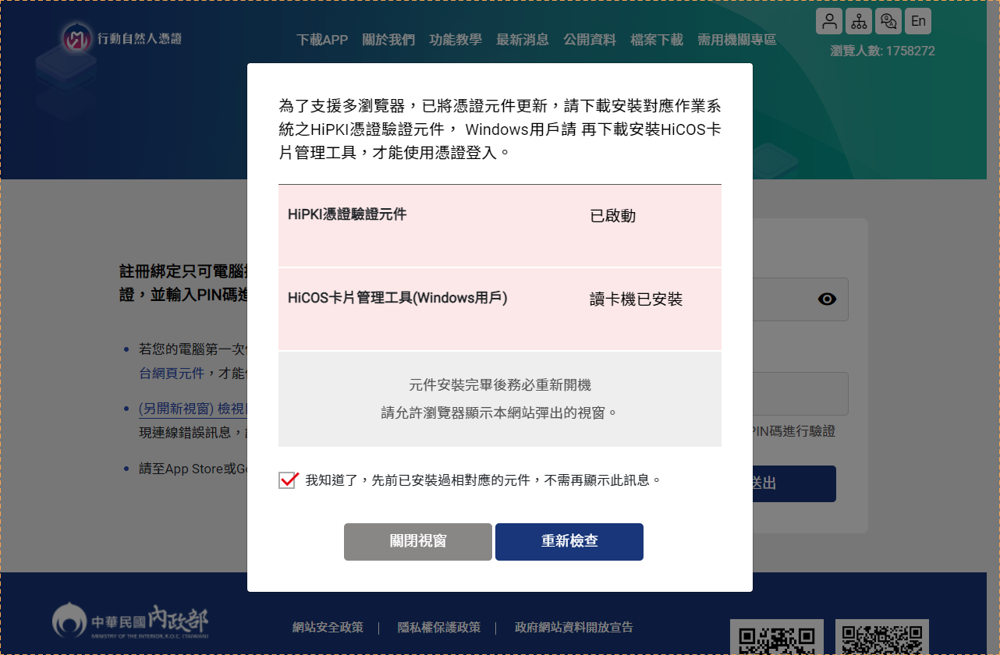 行動自然人憑證
下載APP 關於我們 功能教學 最新消息 公開資料 檔案下載 需用機關專區
En
瀏覽人數: 1758272
為了支援多瀏覽器，已將憑證元件更新，請下載安裝對應作業系
統之HiPKI憑證驗證元件， Windows用戶請 再下載安裝HiCOS卡
片管理工具，才能使用憑證登入。
HiPKI憑證驗證元件 已啟動
HiCOS卡片管理工具(Windows用戶) 讀卡機已安裝
元件安裝完畢後務必重新開機
請允許瀏覽器顯示本網站彈出的視窗。
我知道了，先前已安裝過相對應的元件，不需再顯示此訊息。
關閉視窗 重新檢查
註冊綁定只可電腦
證，並輸入PIN碼
若您的電腦第一次
台網頁元件，才能
(另開新視窗) 檢視
現連線錯誤訊息，
請至App Store或Go
PIN碼進行驗證
送出
中華民國內政部
MINISTRY OF THE INTERIOR, R.O.C. (TAIWAN)
網站安全政策 | 隱私權保護政策 | 政府網站資料開放宣告